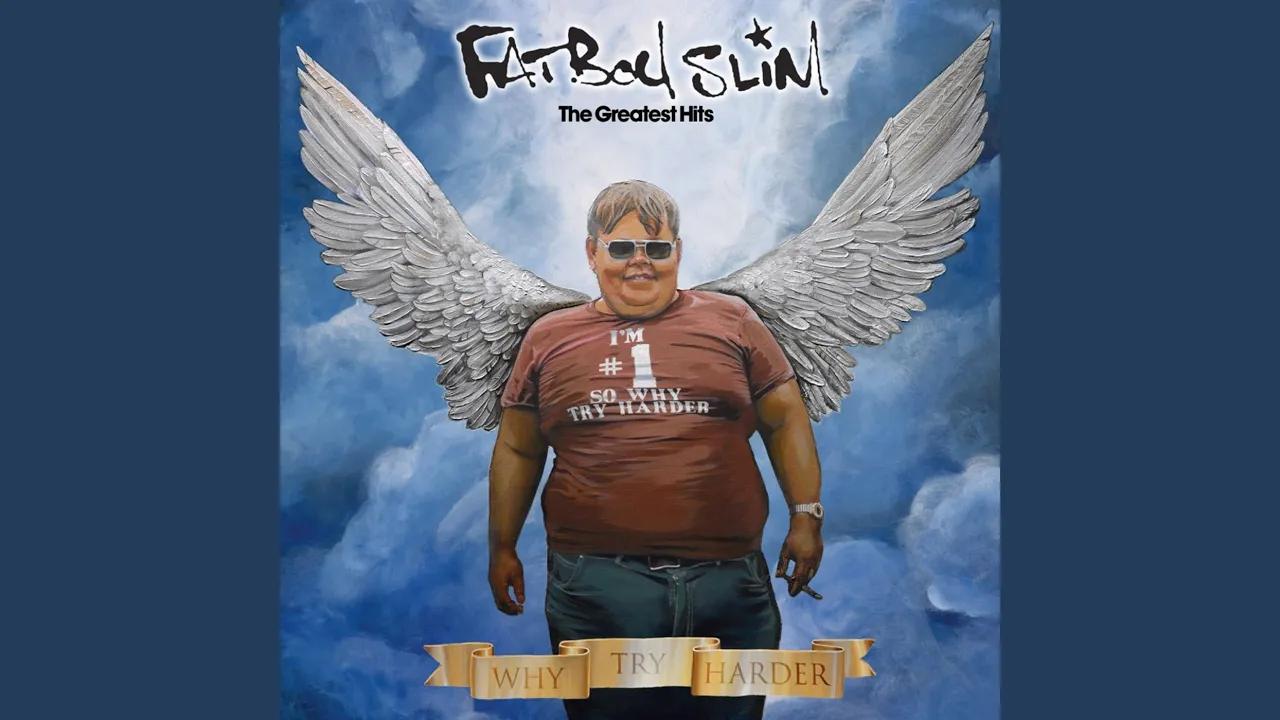 FATBOY SLIM
The Greatest Hits
I'M
#1
SO WHY
TRY HARDER
WHY TRY HARDER